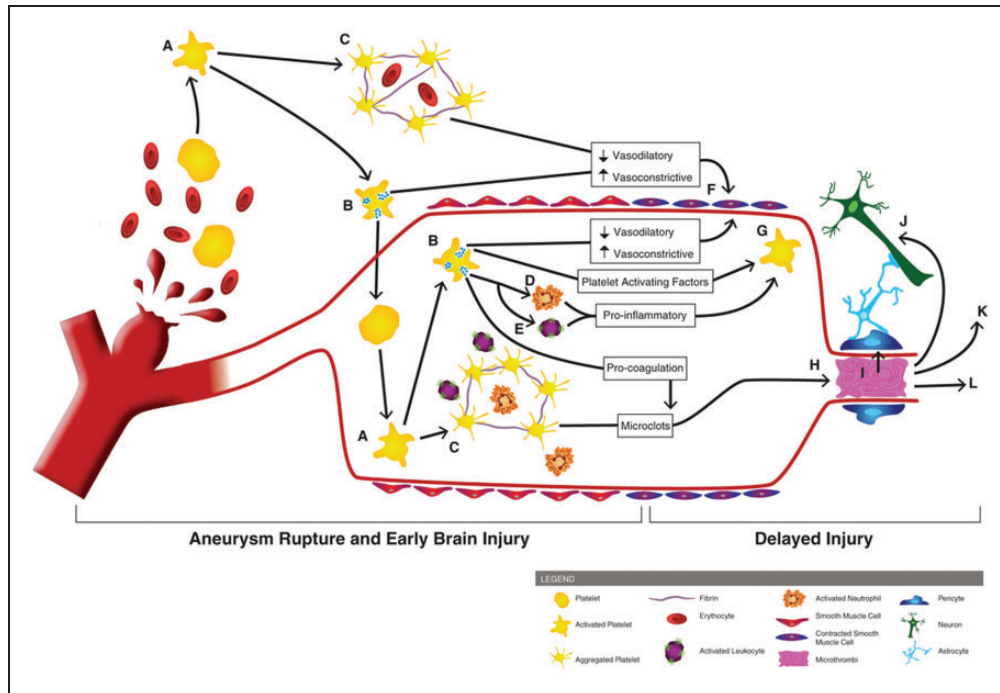 A
C
↓ Vasodilatory
↑ Vasoconstrictive
F
B
J
G
B
↓ Vasodilatory
↑ Vasoconstrictive
D
Platelet Activating Factors
K
E
Pro-inflammatory
H
Pro-coagulation
I
L
A
C
Microclots
Aneurysm Rupture and Early Brain Injury
Delayed Injury
LEGEND
Platelet
Fibrin
Activated Neutrophil
Pericyte
Activated Platelet
Erythocyte
Smooth Muscle Cell
Neuron
Contracted Smooth
Muscle Cell
Aggregated Platelet
Activated Leukocyte
Microthrombi
Astrocyte